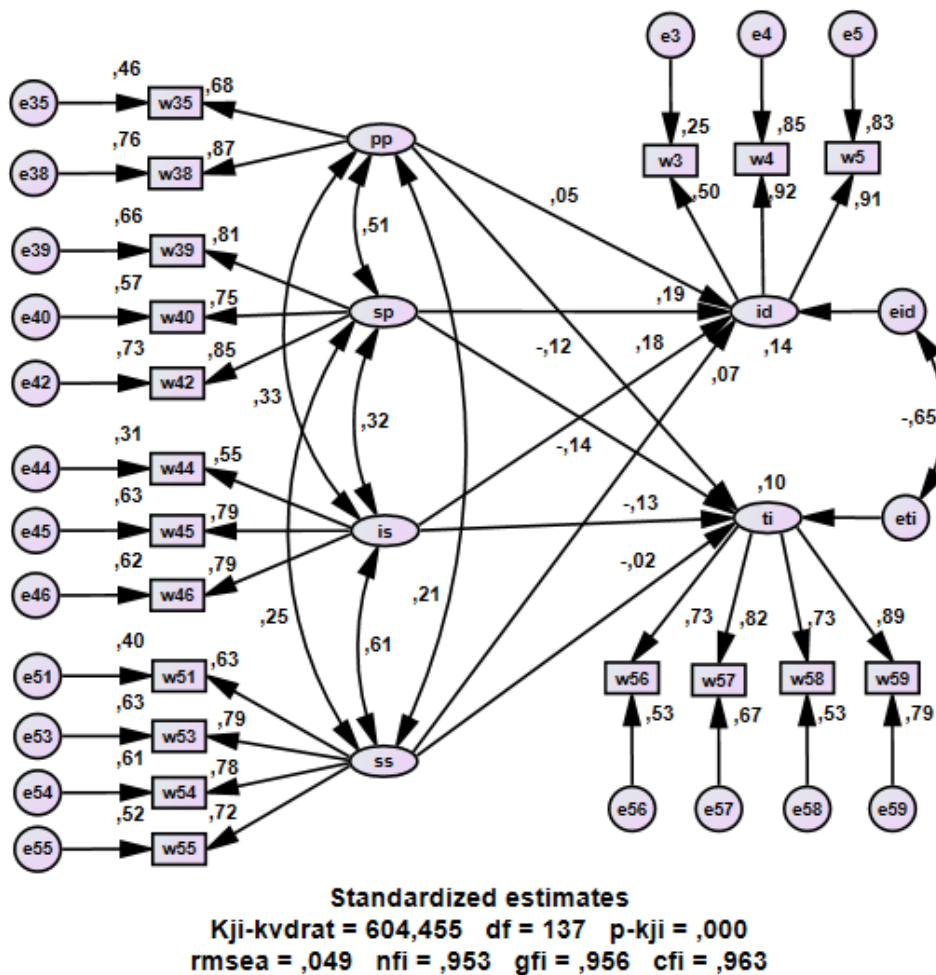 e3 e4 e5
,46
e35 w35 ,68
,25 ,85 ,83
pp
w3 w4 w5
,76
e38 w38 ,87
,50 ,92 ,91
,05
,66
e39 w39 ,81
,51
,57
e40 w40 ,75
sp
,19 id eid
-,12 ,18 ,14
,73
e42 w42 ,85
,07
,33 ,32
-,14 -,65
,31
e44 w44 ,55
,10
,63
e45 w45 ,79
is
-,13 ti eti
,62
e46 w46 ,79
-,02
,25 ,21
,61
,73 ,82 ,73 ,89
,40
e51 w51 ,63
w56 w57 w58 w59
,63
e53 w53 ,79
,53 ,67 ,53 ,79
ss
,61
e54 w54 ,78
e56 e57 e58 e59
,52
e55 w55 ,72
Standardized estimates
Kji-kvdrat = 604,455 df = 137 p-kji = ,000
rmsea = ,049 nfi = ,953 gfi = ,956 cfi = ,963